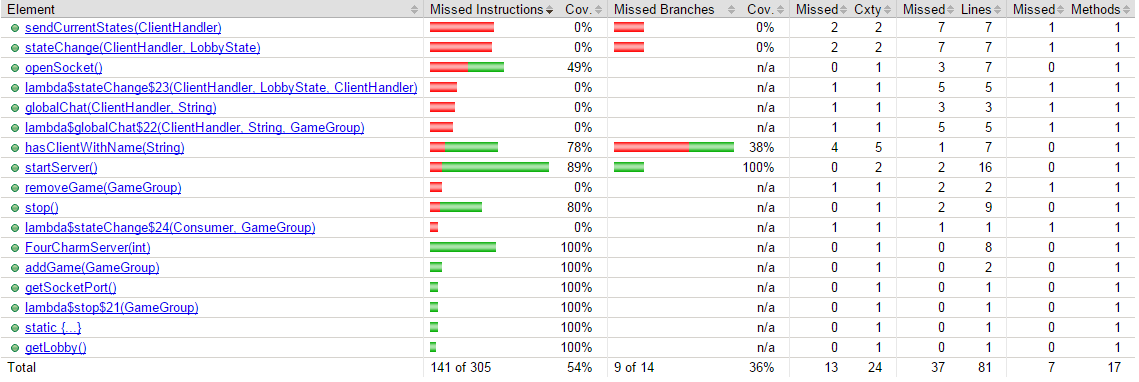 Element Missed Instructions Cov. Missed Branches Cov. Missed Cxty Missed Lines Missed Methods
sendCurrentStates(ClientHandler) 0% 0% 2 2 7 7 1 1
stateChange(ClientHandler, LobbyState) 0% 0% 2 2 7 7 1 1
openSocket() 49% n/a 0 1 3 7 0 1
lambda$stateChange$23(ClientHandler, LobbyState, ClientHandler) 0% n/a 1 1 5 5 1 1
globalChat(ClientHandler, String) 0% n/a 1 1 3 3 1 1
lambda$globalChat$22(ClientHandler, String, GameGroup) 0% n/a 1 1 5 5 1 1
hasClientWithName(String) 78% 38% 4 5 1 7 0 1
startServer() 89% 100% 0 2 2 16 0 1
removeGame(GameGroup) 0% n/a 1 1 2 2 1 1
stop() 80% n/a 0 1 2 9 0 1
lambda$stateChange$24(Consumer, GameGroup) 0% n/a 1 1 1 1 1 1
FourCharmServer(int) 100% n/a 0 1 0 8 0 1
addGame(GameGroup) 100% n/a 0 1 0 2 0 1
getSocketPort() 100% n/a 0 1 0 1 0 1
lambda$stop$21(GameGroup) 100% n/a 0 1 0 1 0 1
static {...} 100% n/a 0 1 0 1 0 1
getLobby() 100% n/a 0 1 0 1 0 1
Total 141 of 305 54% 9 of 14 36% 13 24 37 81 7 17